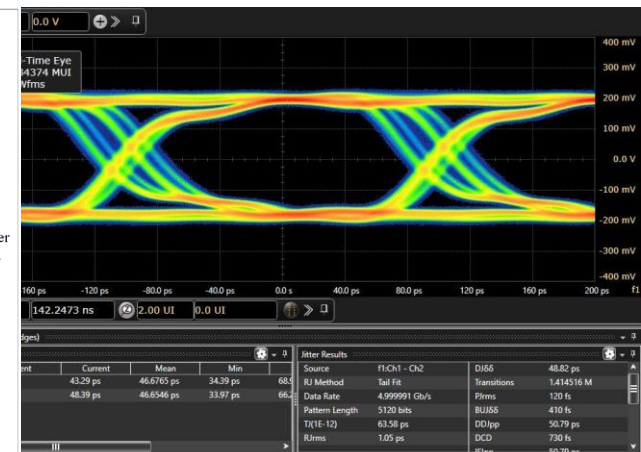 0.0 V
-Time Eye
MUI
Wfms
400 mV
300 mV
200 mV
100 mV
0.0 V
-100 mV
-200 mV
-300 mV
-400 mV
er
160 ps -120 ps -80.0 ps -40.0 ps 0.0 s 40.0 ps 80.0 ps 120 ps 160 ps 200 ps f1
142.2473 ns 2.00 UI 0.0 UI
dges)
Jitter Results
ent Current Mean Min
43.29 ps 46.6765 ps 34.39 ps 68.
48.39 ps 46.6546 ps 33.97 ps 66.
Source f1:Ch1 - Ch2 DJδδ 48.82 ps
RJ Method Tail Fit Transitions 1.414516 M
Data Rate 4.999991 Gb/s PJrms 120 fs
Pattern Length 5120 bits BUJδδ 410 fs
TJ(1E-12) 63.58 ps DDJpp 50.79 ps
RJrms 1.05 ps DCD 730 fs
50.79 ps